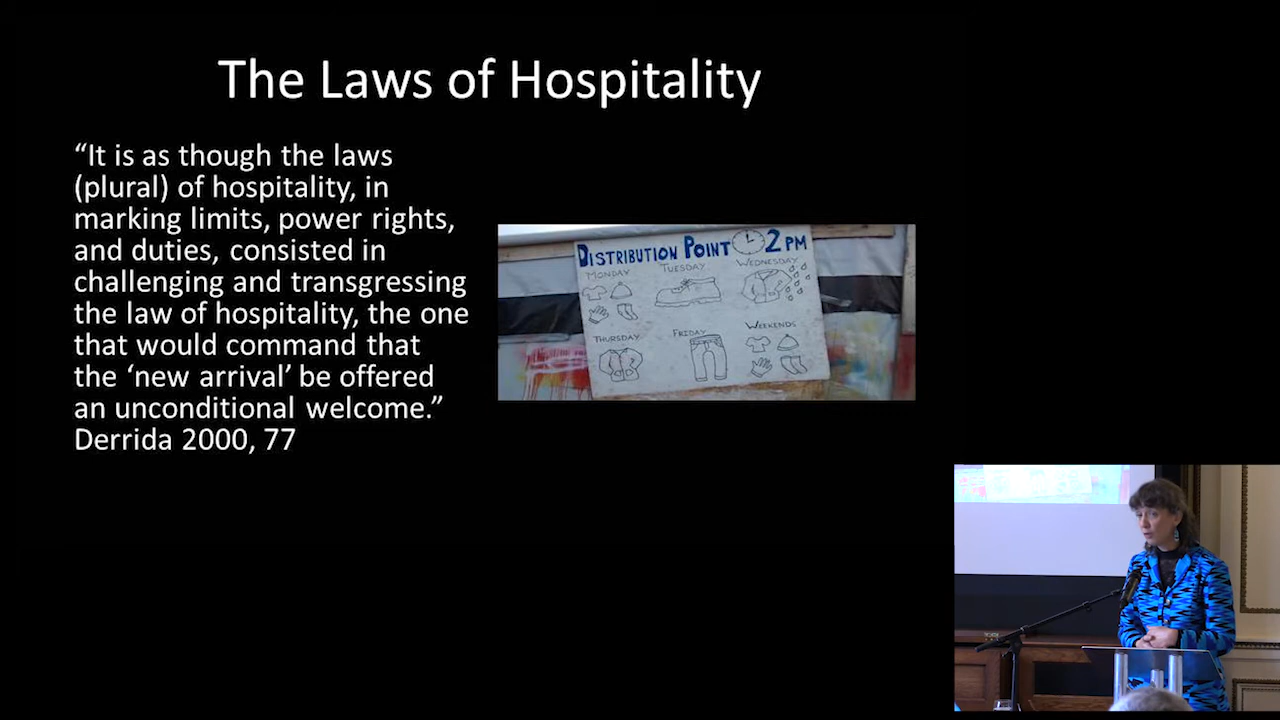 The Laws of Hospitality
“It is as though the laws
(plural) of hospitality, in
marking limits, power rights,
and duties, consisted in
challenging and transgressing
the law of hospitality, the one
that would command that
the ‘new arrival’ be offered
an unconditional welcome.”
Derrida 2000, 77
DISTRIBUTION POINT 2 PM
MONDAY TUESDAY WEDNESDAY
THURSDAY FRIDAY WEEKENDS